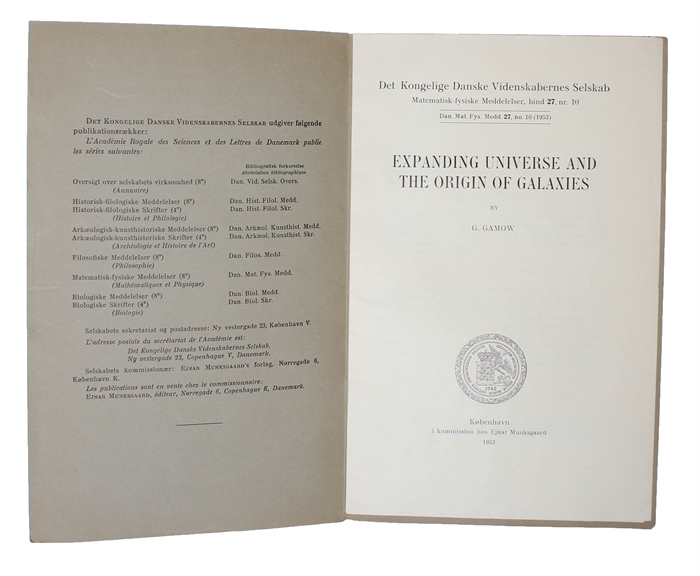 DET KONGELIGE DANSKE VIDENSKABERNES SELSKAB udgiver følgende
publikationsrækker:
L'Académie Royale des Sciences et des Lettres de Danemark publie
les séries suivantes:
Bibliografisk forkortelse
Abréviation bibliographique
Oversigt over selskabets virksomhed (8°) Dan. Vid. Selsk. Overs.
(Annuaire)
Historisk-filologiske Meddelelser (8°) Dan. Hist. Filol. Medd.
Historisk-filologiske Skrifter (4°) Dan. Hist. Filol. Skr.
(Histoire et Philologie)
Arkæologisk-kunsthistoriske Meddelelser (8°) Dan. Arkæol. Kunsthist. Medd.
Arkæologisk-kunsthistoriske Skrifter (4°) Dan. Arkæol. Kunsthist. Skr.
(Archéologie et Histoire de l'Art)
Filosofiske Meddelelser (8°) Dan. Filos. Medd.
(Philosophie)
Matematisk-fysiske Meddelelser (8°) Dan. Mat. Fys. Medd.
(Mathématiques et Physique)
Biologiske Meddelelser (8°) Dan. Biol. Medd.
Biologiske Skrifter (4°) Dan. Biol. Skr.
(Biologie)
Selskabets sekretariat og postadresse: Ny vestergade 23, København V.
L'adresse postale du secrétariat de l'Académie est:
Det Kongelige Danske Videnskabernes Selskab,
Ny vestergade 23, Copenhague V, Danemark.
Selskabets kommissionær: EJNAR MUNKSGAARD's forlag, Nørregade 6,
København K.
Les publications sont en vente chez le commissionnaire:
EJNAR MUNKSGAARD, éditeur, Nørregade 6, Copenhague K, Danemark.
Det Kongelige Danske Videnskabernes Selskab
Matematisk-fysiske Meddelelser, bind 27, nr. 10
Dan. Mat. Fys. Medd. 27, no. 10 (1953)
EXPANDING UNIVERSE AND
THE ORIGIN OF GALAXIES
BY
G. GAMOW
1742
København
i kommission hos Ejnar Munksgaard
1953